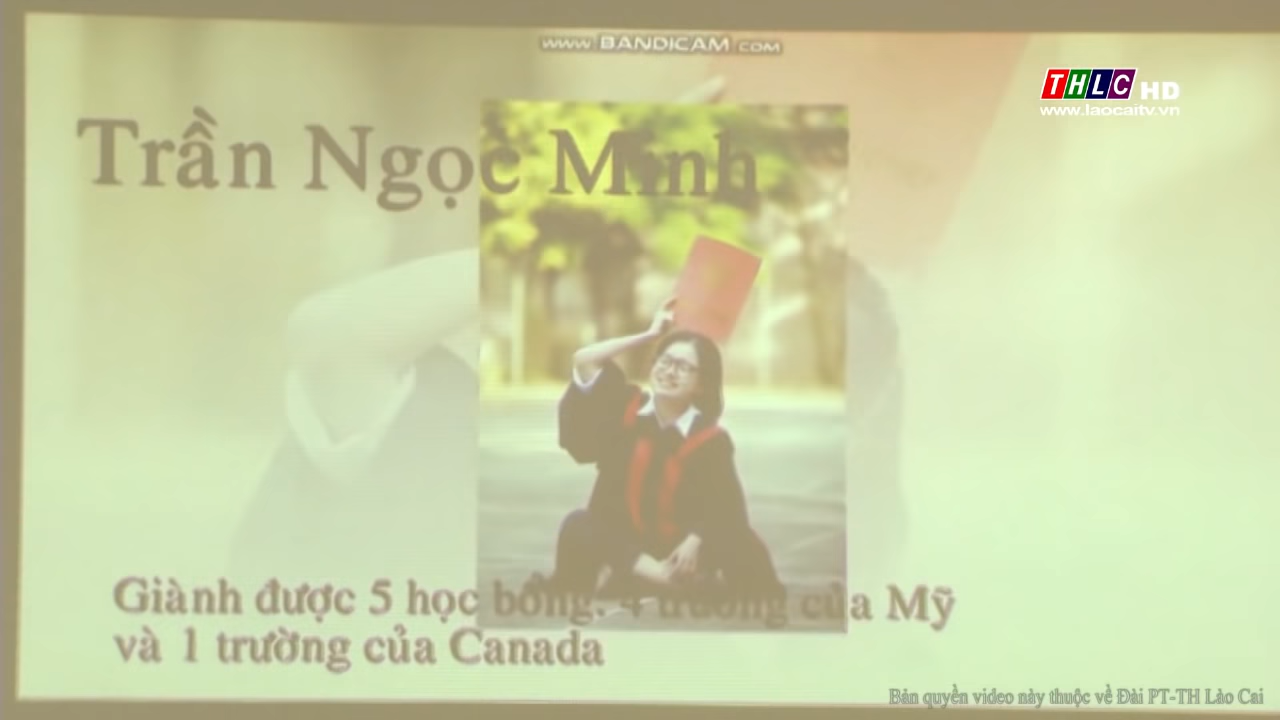 www BANDICAM COM
THLC HD
www.laocaitv.vn
Trần Ngọc Minh
Giành được 5 học bổng: 4 trường của Mỹ
và 1 trường của Canada
Bản quyền video này thuộc về Đài PT-TH Lào Cai